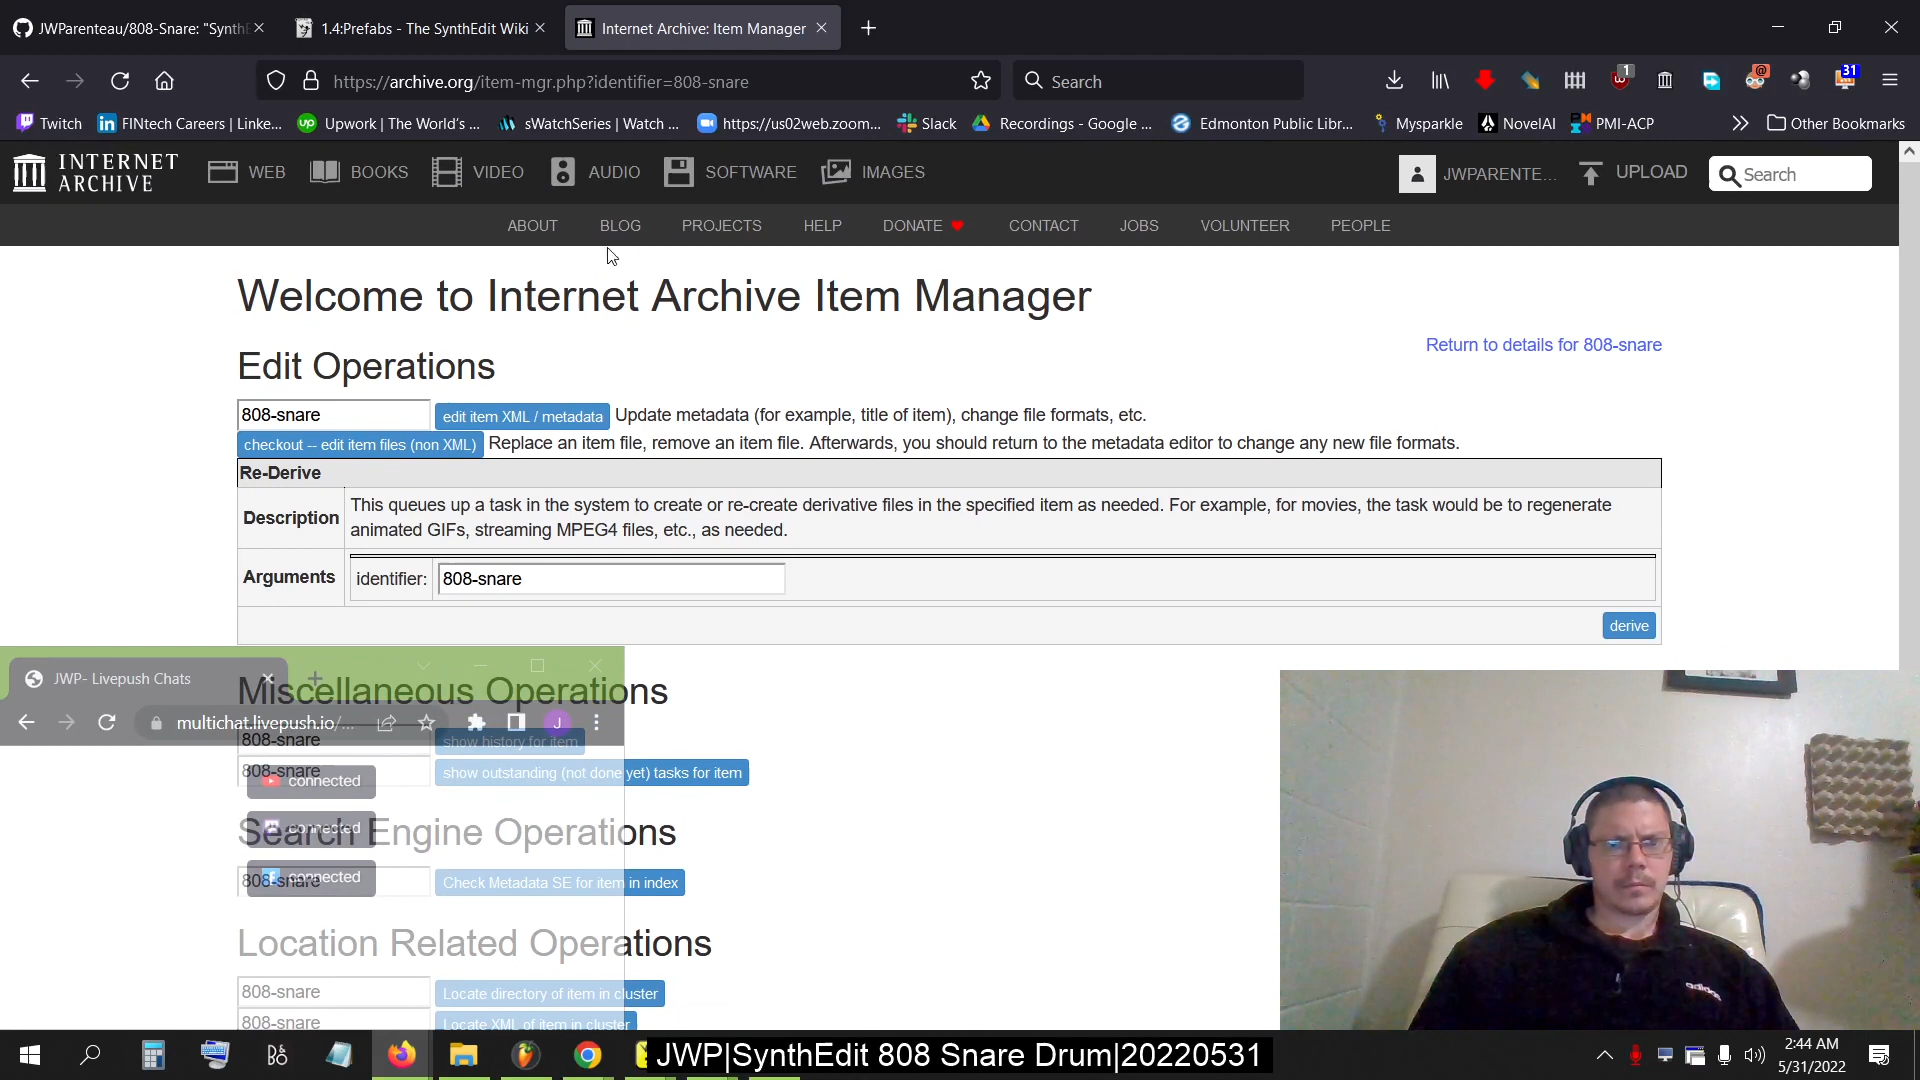 JWParenteau/808-Snare: "SynthE
1.4:Prefabs - The SynthEdit Wiki
Internet Archive: Item Manager
https://archive.org/item-mgr.php?identifier=808-snare
Search
1
@
31
Twitch
FINtech Careers | Linke...
Upwork | The World's ...
sWatchSeries | Watch ...
https://us02web.zoom...
Slack
Recordings - Google ...
Edmonton Public Libr...
Mysparkle
NovelAI
PMI-ACP
Other Bookmarks
INTERNET
ARCHIVE
WEB
BOOKS
VIDEO
AUDIO
SOFTWARE
IMAGES
JWPARENTE...
UPLOAD
Search
ABOUT
BLOG
PROJECTS
HELP
DONATE
CONTACT
JOBS
VOLUNTEER
PEOPLE
Welcome to Internet Archive Item Manager
Return to details for 808-snare
Edit Operations
808-snare edit item XML / metadata Update metadata (for example, title of item), change file formats, etc.
checkout -- edit item files (non XML) Replace an item file, remove an item file. Afterwards, you should return to the metadata editor to change any new file formats.
Re-Derive
Description
This queues up a task in the system to create or re-create derivative files in the specified item as needed. For example, for movies, the task would be to regenerate
animated GIFs, streaming MPEG4 files, etc., as needed.
Arguments
identifier: 808-snare
derive
JWP- Livepush Chats
Miscellaneous Operations
multichat.livepush.io/...
J
808-snare show history for item
808-snare show outstanding (not done yet) tasks for item
connected
connected
Search Engine Operations
connected
808-snare Check Metadata SE for item in index
Location Related Operations
808-snare Locate directory of item in cluster
808-snare Locate XML of item in cluster
adidas
JWP|SynthEdit 808 Snare Drum|20220531
2:44 AM
5/31/2022